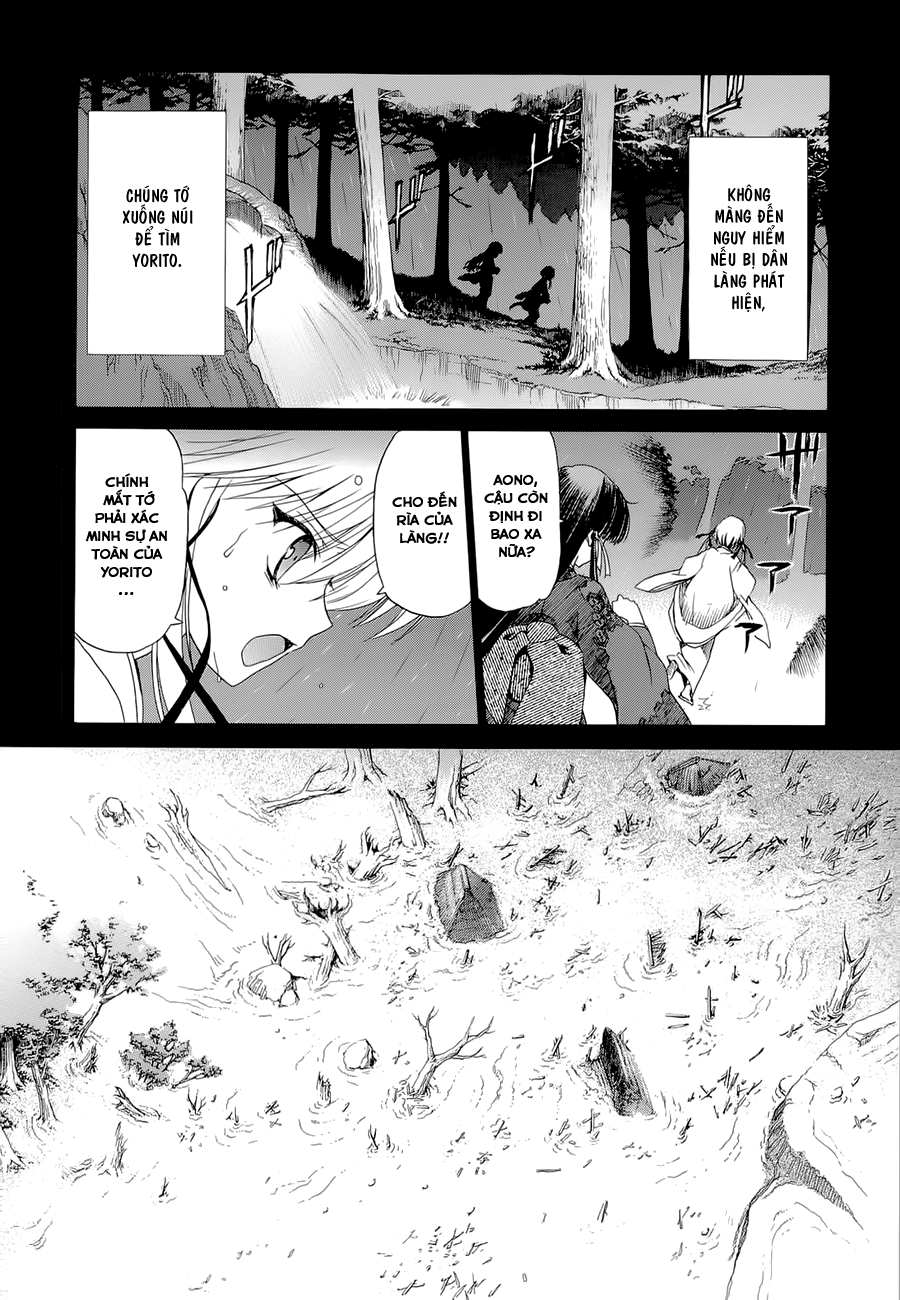 KHÔNG
MÀNG ĐẾN
NGUY HIỂM
NẾU BỊ DÂN
LÀNG PHÁT
HIỆN,
CHÚNG TỚ
XUỐNG NÚI
ĐỂ TÌM
YORITO.
AONO,
CẬU CÒN
ĐỊNH ĐI
BAO XA
NỮA?
CHO ĐẾN
RÌA CỦA
LÀNG!!
CHÍNH
MẮT TỚ
PHẢI XÁC
MINH SỰ AN
TOÀN CỦA
YORITO
...